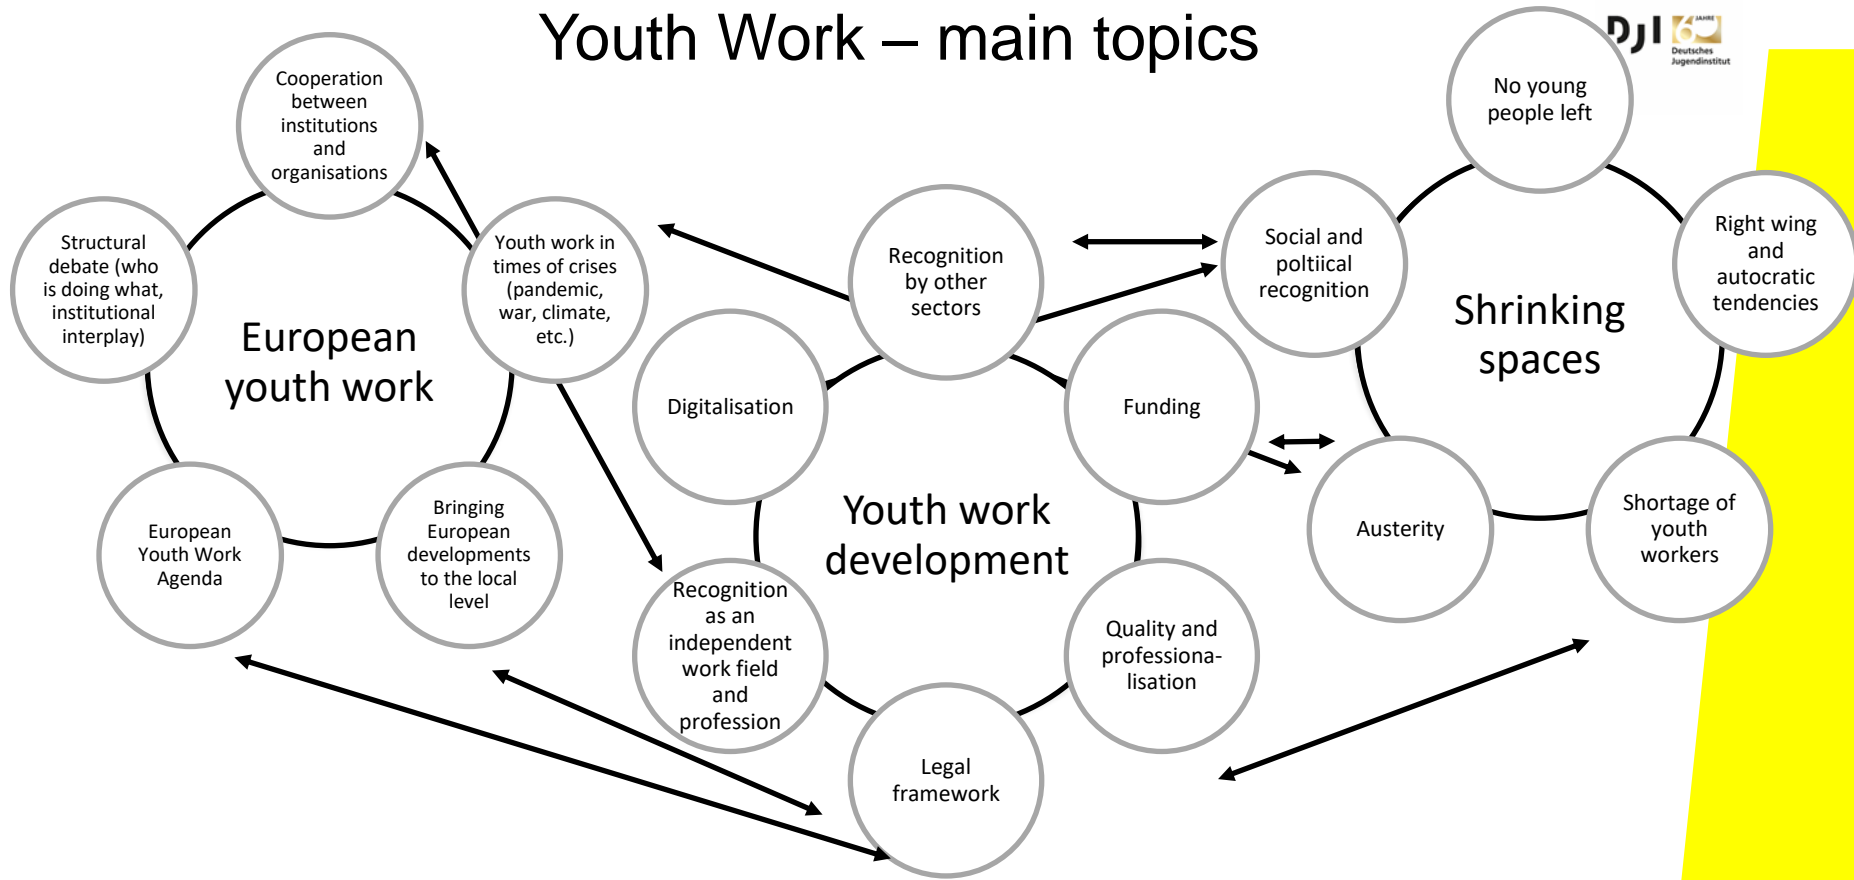 Youth Work – main topics
DJI 60 JAHRE
Deutsches
Jugendinstitut
Cooperation
between
institutions
and
organisations
Structural
debate (who
is doing what,
institutional
interplay)
Youth work in
times of crises
(pandemic,
war, climate,
etc.)
European
youth work
European
Youth Work
Agenda
Bringing
European
developments
to the local
level
Recognition
by other
sectors
Digitalisation
Funding
Youth work
development
Recognition
as an
independent
work field
and
profession
Quality and
professiona-
lisation
Legal
framework
No young
people left
Social and
poltiical
recognition
Right wing
and
autocratic
tendencies
Shrinking
spaces
Austerity
Shortage of
youth
workers